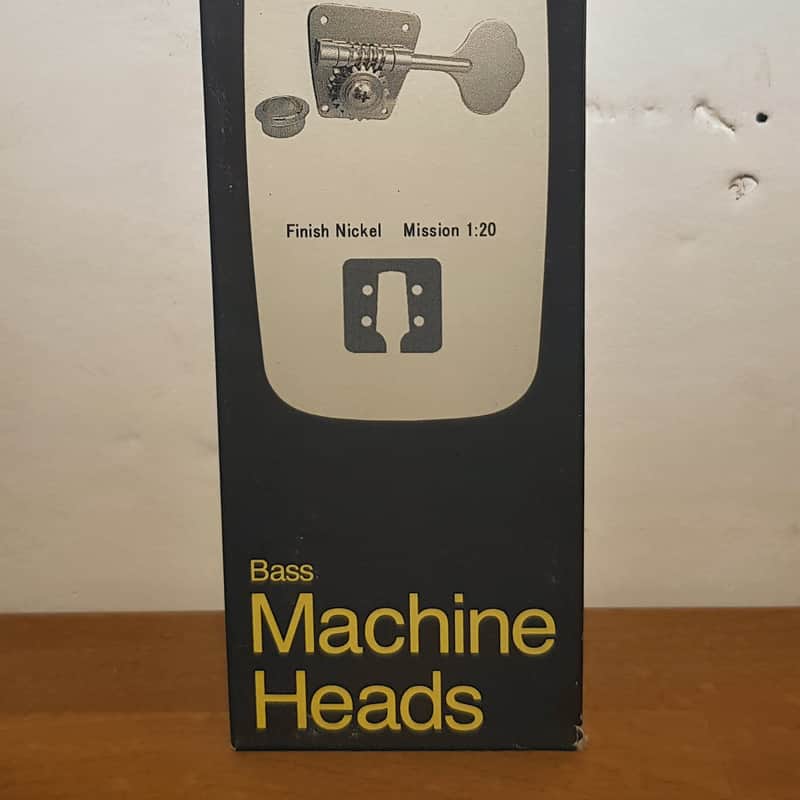 Finish Nickel Mission 1:20
Bass
Machine
Heads